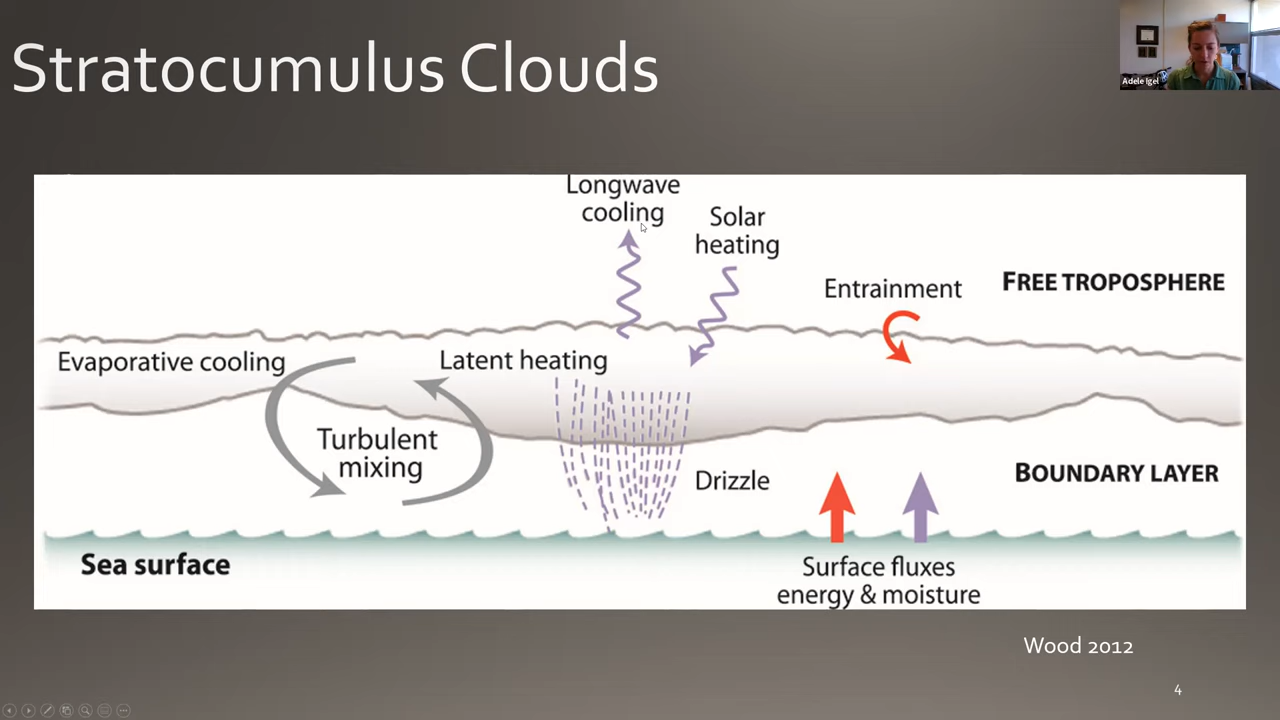 Stratocumulus Clouds
Adele Igel
Longwave
cooling
Solar
heating
Entrainment
FREE TROPOSPHERE
Evaporative cooling
Latent heating
Turbulent
mixing
Drizzle
BOUNDARY LAYER
Sea surface
Surface fluxes
energy & moisture
Wood 2012
4